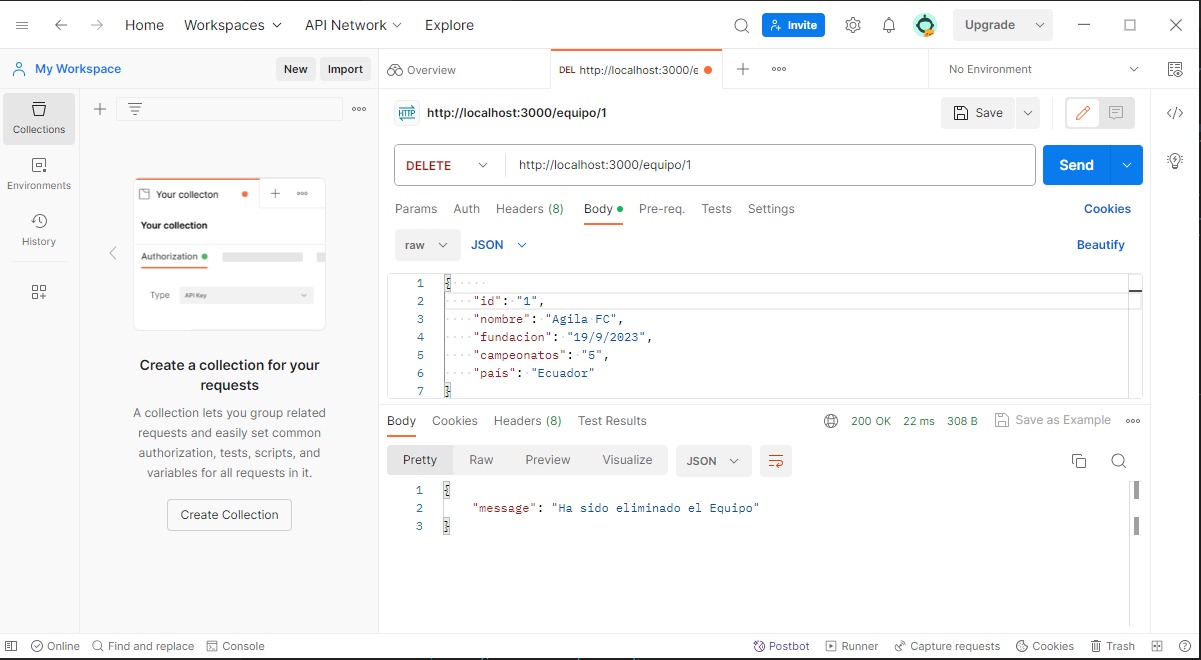 Home Workspaces API Network Explore Invite Upgrade
My Workspace New Import Overview DEL http://localhost:3000/e No Environment
Collections
Environments
History
Your collecton
Your collection
Authorization
Type API Key
Create a collection for your
requests
A collection lets you group related
requests and easily set common
authorization, tests, scripts, and
variables for all requests in it.
Create Collection
HTTP http://localhost:3000/equipo/1 Save
DELETE http://localhost:3000/equipo/1 Send
Params Auth Headers (8) Body Pre-req. Tests Settings Cookies
raw JSON Beautify
1 {
2 "id": "1",
3 "nombre": "Agila FC",
4 "fundacion": "19/9/2023",
5 "campeonatos": "5",
6 "país": "Ecuador"
7 }
Body Cookies Headers (8) Test Results 200 OK 22 ms 308 B Save as Example
Pretty Raw Preview Visualize JSON
1 {
2 "message": "Ha sido eliminado el Equipo"
3 }
Online Find and replace Console Postbot Runner Capture requests Cookies Trash